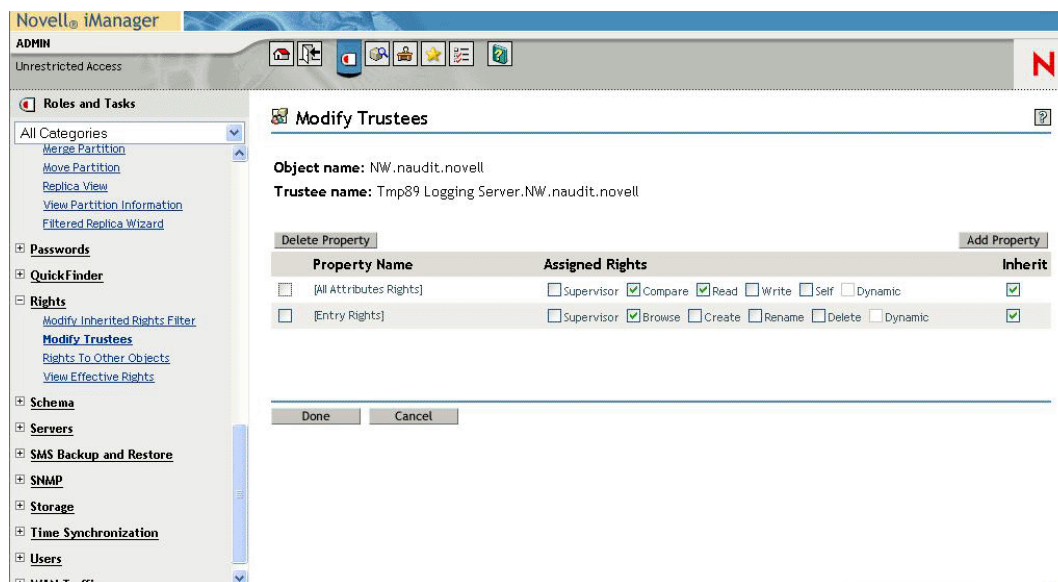 Novell® iManager
ADMIN
Unrestricted Access
N
Roles and Tasks
All Categories
Merge Partition
Move Partition
Replica View
View Partition Information
Filtered Replica Wizard
Passwords
QuickFinder
Rights
Modify Inherited Rights Filter
Modify Trustees
Rights To Other Objects
View Effective Rights
Schema
Servers
SMS Backup and Restore
SNMP
Storage
Time Synchronization
Users
Modify Trustees
?
Object name: NW.naudit.novell
Trustee name: Tmp89 Logging Server.NW.naudit.novell
Delete Property Add Property
Property Name Assigned Rights Inherit
[All Attributes Rights] Supervisor Compare Read Write Self Dynamic
[Entry Rights] Supervisor Browse Create Rename Delete Dynamic
Done Cancel